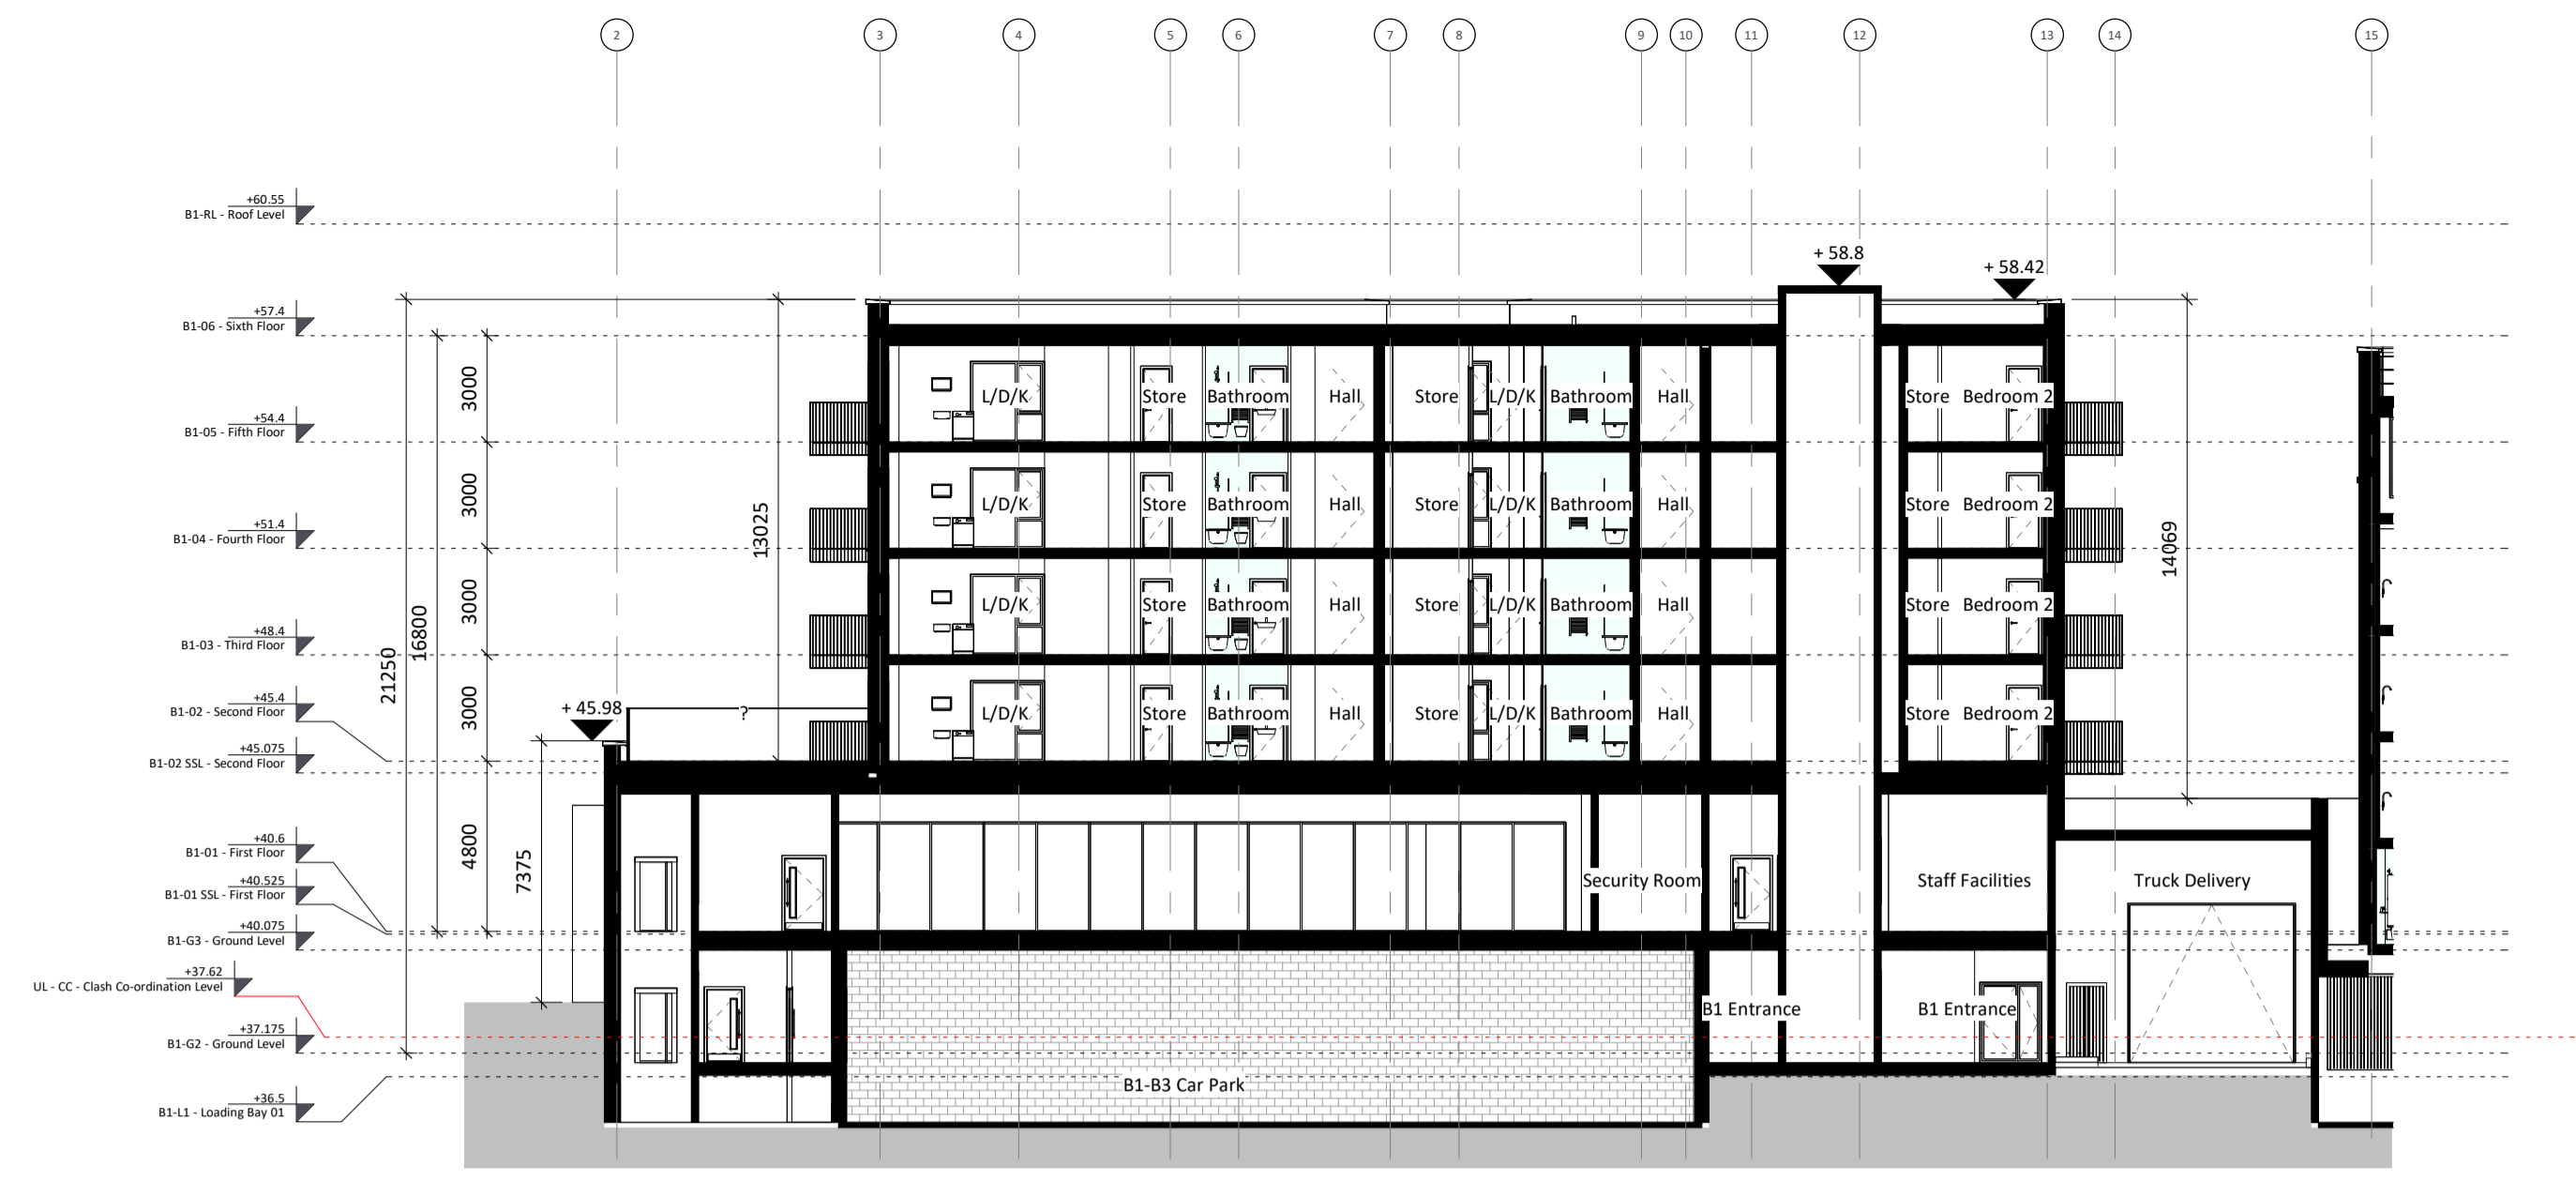 2 3 4 5 6 7 8 9 10 11 12 13 14 15
+60.55
B1-RL - Roof Level
+ 58.8
+ 58.42
+57.4
B1-06 - Sixth Floor
3000
L/D/K Store Bathroom Hall Store L/D/K Bathroom Hall Store Bedroom 2
+54.4
B1-05 - Fifth Floor
3000
L/D/K Store Bathroom Hall Store L/D/K Bathroom Hall Store Bedroom 2
+51.4
B1-04 - Fourth Floor
13025
14069
3000
L/D/K Store Bathroom Hall Store L/D/K Bathroom Hall Store Bedroom 2
+48.4
B1-03 - Third Floor
16800
21250
3000
+45.4
B1-02 - Second Floor
+ 45.98
?
L/D/K Store Bathroom Hall Store L/D/K Bathroom Hall Store Bedroom 2
+45.075
B1-02 SSL - Second Floor
+40.6
B1-01 - First Floor
4800
7375
+40.525
B1-01 SSL - First Floor
Security Room Staff Facilities Truck Delivery
+40.075
B1-G3 - Ground Level
+37.62
UL - CC - Clash Co-ordination Level
B1 Entrance B1 Entrance
+37.175
B1-G2 - Ground Level
B1-B3 Car Park
+36.5
B1-L1 - Loading Bay 01